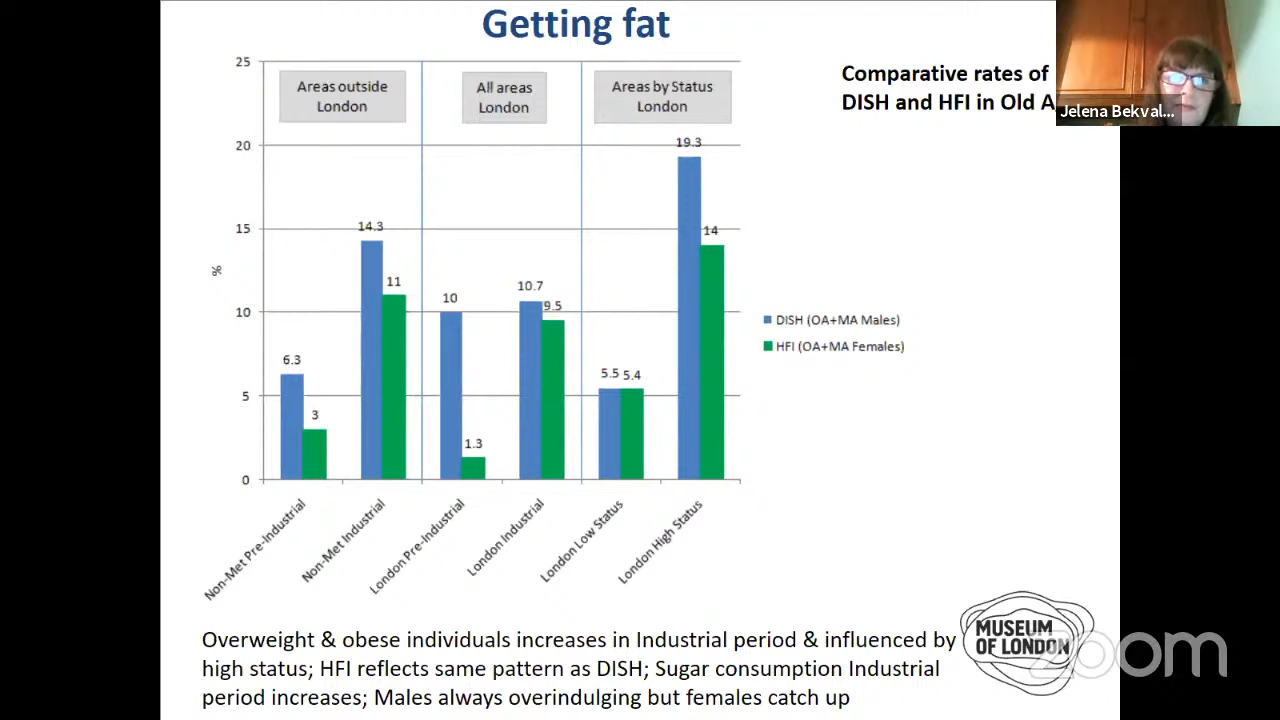 Getting fat
Comparative rates of
DISH and HFI in Old A
Jelena Bekval...
25
20
15
10
5
0
%
Areas outside
London
All areas
London
Areas by Status
London
6.3
3
14.3
11
10
1.3
10.7
9.5
5.5
5.4
19.3
14
Non-Met Pre-Industrial
Non-Met Industrial
London Pre-Industrial
London Industrial
London Low Status
London High Status
DISH (OA+MA Males)
HFI (OA+MA Females)
Overweight & obese individuals increases in Industrial period & influenced by
high status; HFI reflects same pattern as DISH; Sugar consumption Industrial
period increases; Males always overindulging but females catch up
MUSEUM
OF LONDON
zoom